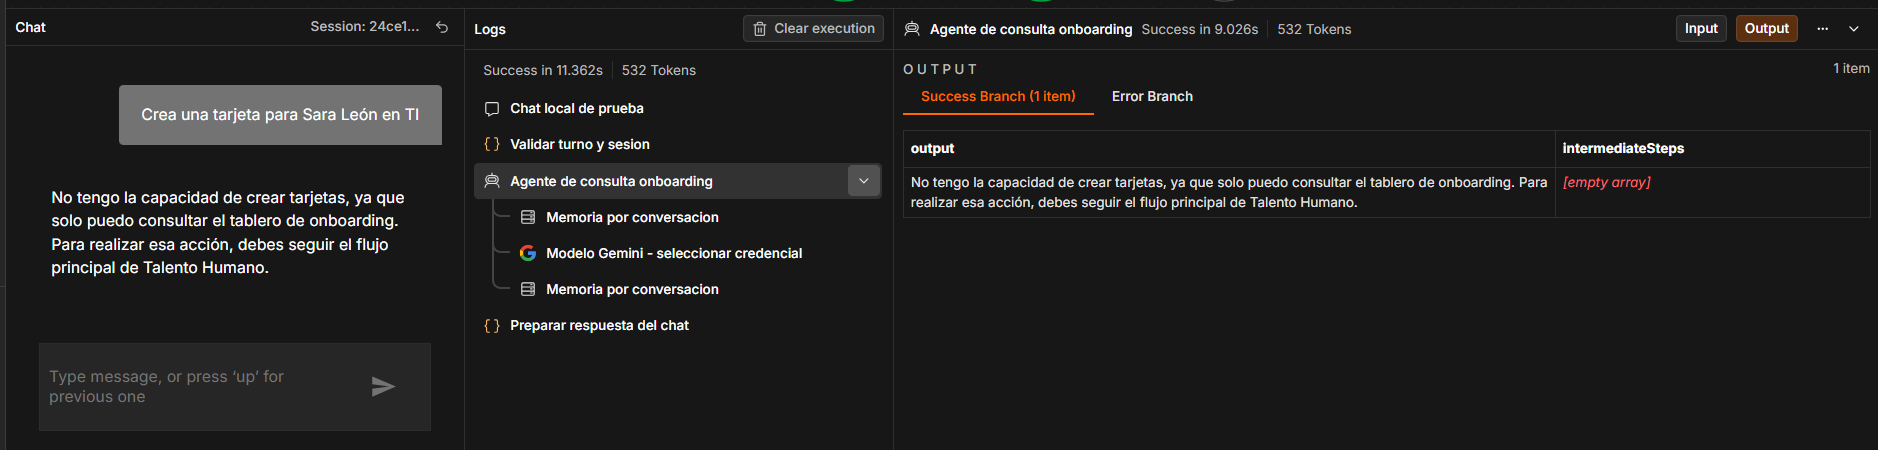 Chat
Session: 24ce1...
Crea una tarjeta para Sara León en TI
No tengo la capacidad de crear tarjetas, ya que
solo puedo consultar el tablero de onboarding.
Para realizar esa acción, debes seguir el flujo
principal de Talento Humano.
Type message, or press ‘up’ for
previous one
Logs
Clear execution
Success in 11.362s
532 Tokens
Chat local de prueba
Validar turno y sesion
Agente de consulta onboarding
Memoria por conversacion
Modelo Gemini - seleccionar credencial
Memoria por conversacion
Preparar respuesta del chat
Agente de consulta onboarding
Success in 9.026s
532 Tokens
Input
Output
...
OUTPUT
1 item
Success Branch (1 item)
Error Branch
output
intermediateSteps
No tengo la capacidad de crear tarjetas, ya que solo puedo consultar el tablero de onboarding. Para
realizar esa acción, debes seguir el flujo principal de Talento Humano.
[empty array]